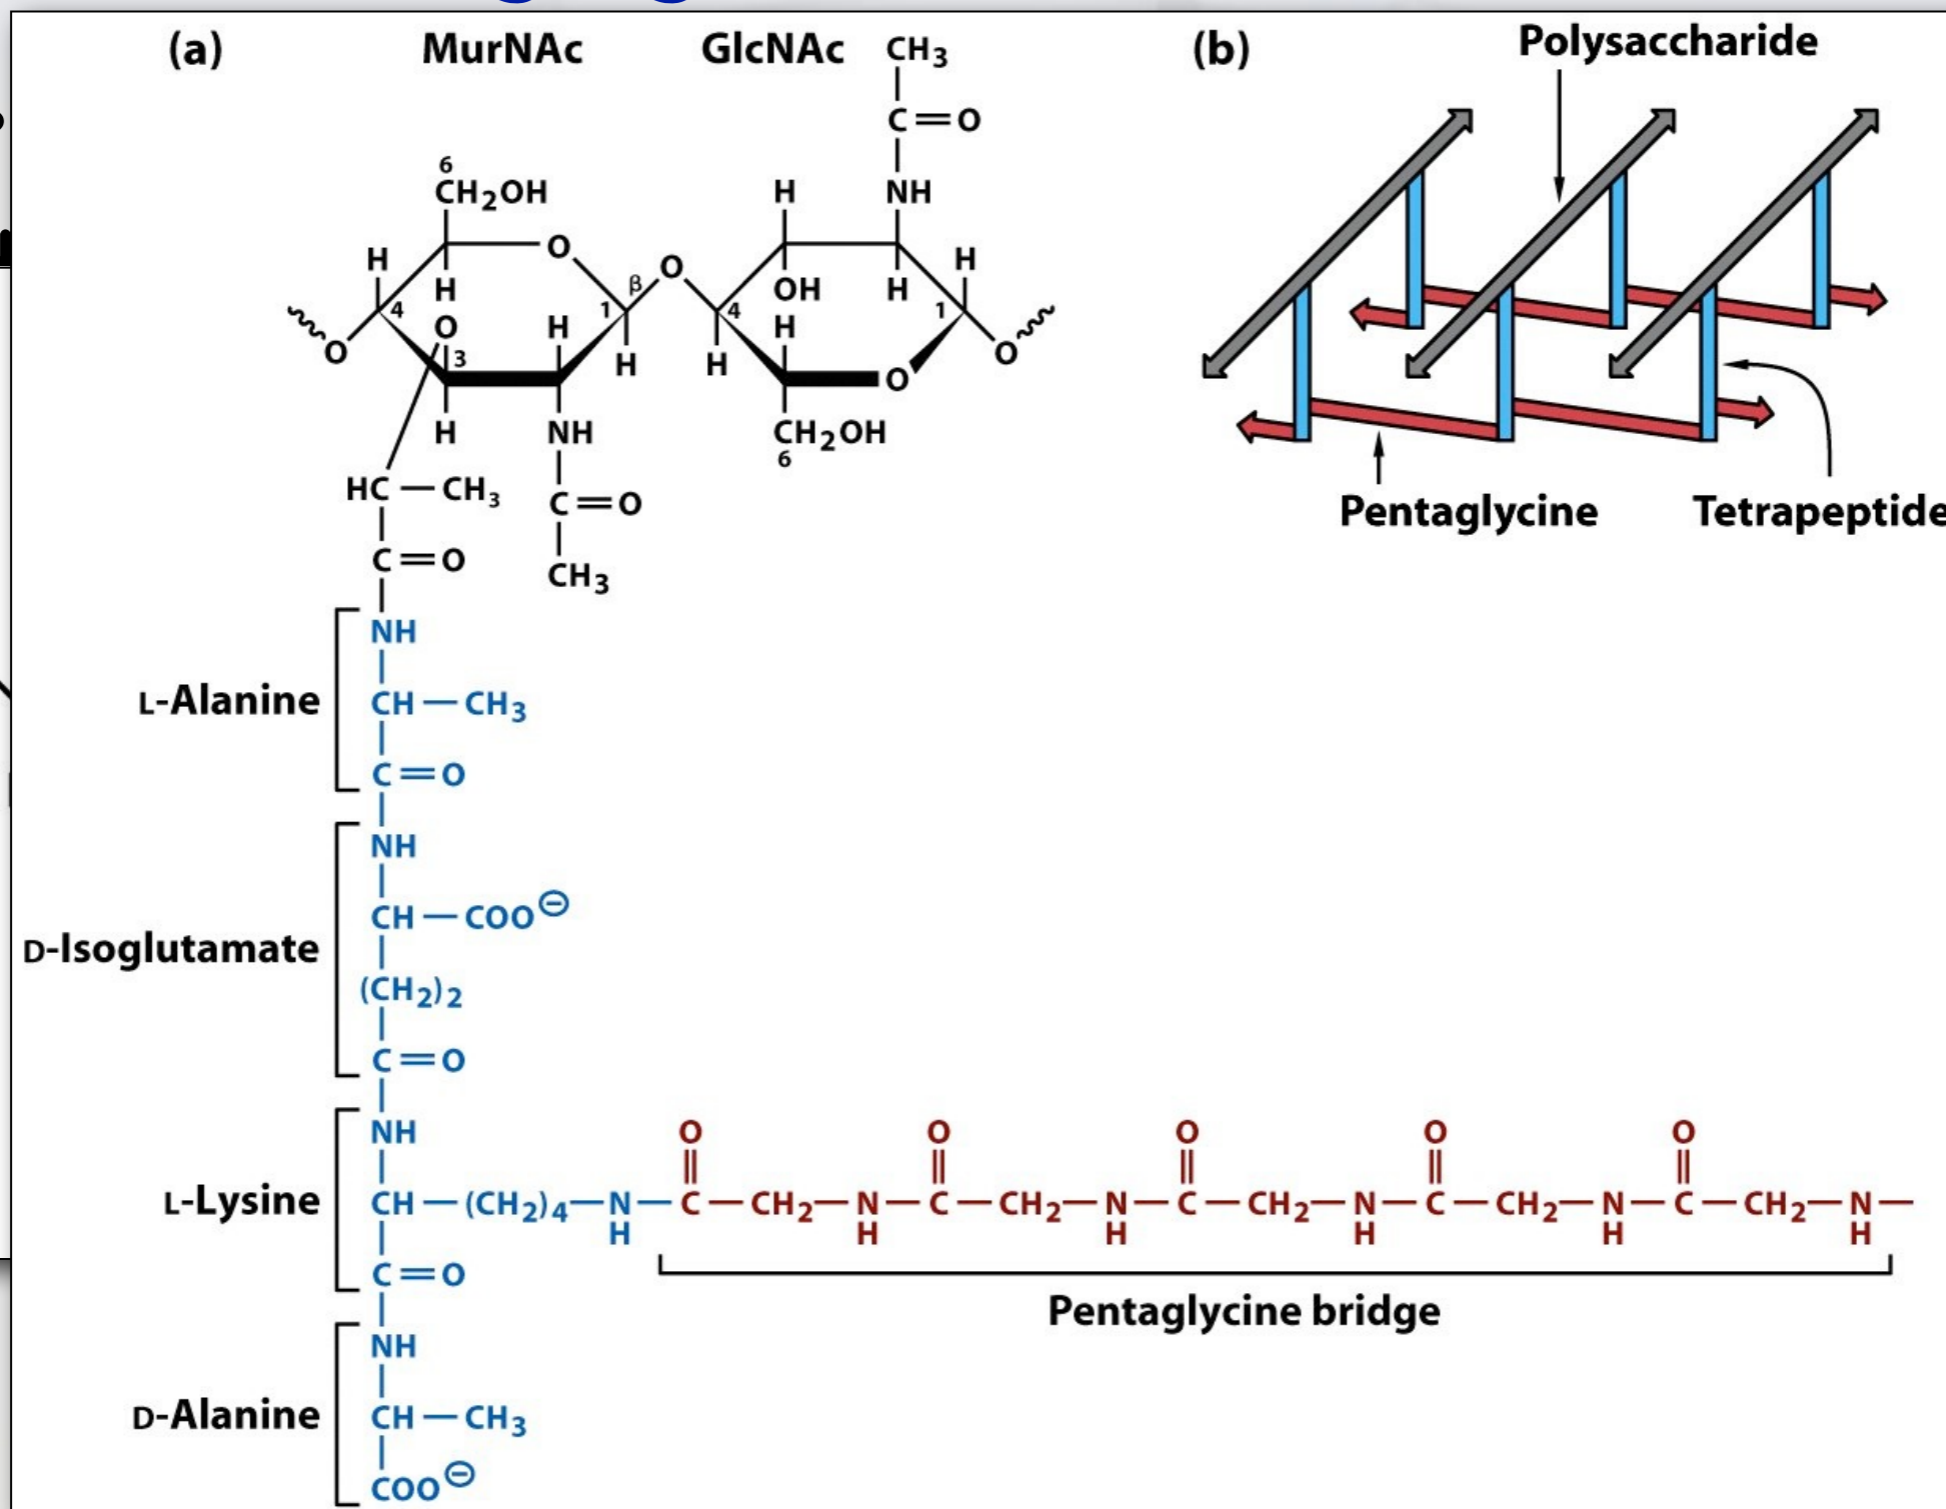 (a)
MurNAc
GlcNAc
CH3
C=O
NH
6
CH2OH
H
4
H
O
β
1
O
H
OH
H
H
1
O
O
3
H
H
4
H
H
O
O
H
NH
CH2OH
6
HC—CH3
C=O
C=O
CH3
L-Alanine
NH
CH—CH3
C=O
D-Isoglutamate
NH
CH—COO⊖
(CH2)2
C=O
L-Lysine
NH
O O O O O
CH—(CH2)4—N—C—CH2—N—C—CH2—N—C—CH2—N—C—CH2—N—C—CH2—N—
H H H H H H
C=O
Pentaglycine bridge
D-Alanine
NH
CH—CH3
COO⊖
(b)
Polysaccharide
Pentaglycine
Tetrapeptide